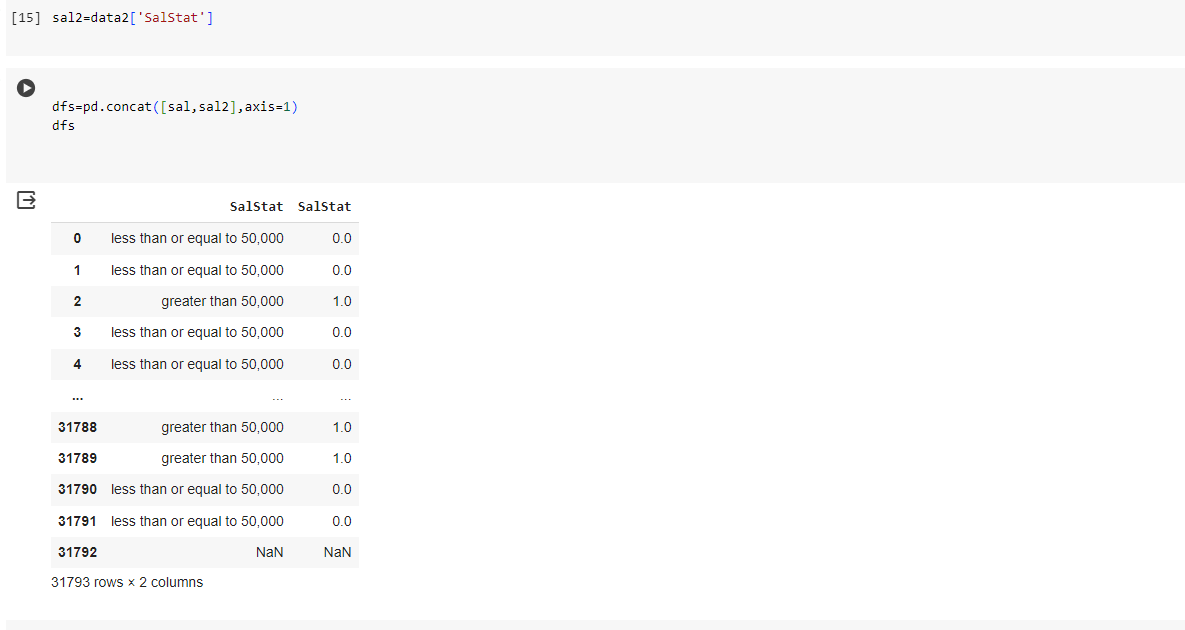 [15] sal2=data2['SalStat']
dfs=pd.concat([sal,sal2],axis=1)
dfs
SalStat SalStat
0 less than or equal to 50,000 0.0
1 less than or equal to 50,000 0.0
2 greater than 50,000 1.0
3 less than or equal to 50,000 0.0
4 less than or equal to 50,000 0.0
... ... ...
31788 greater than 50,000 1.0
31789 greater than 50,000 1.0
31790 less than or equal to 50,000 0.0
31791 less than or equal to 50,000 0.0
31792 NaN NaN
31793 rows × 2 columns